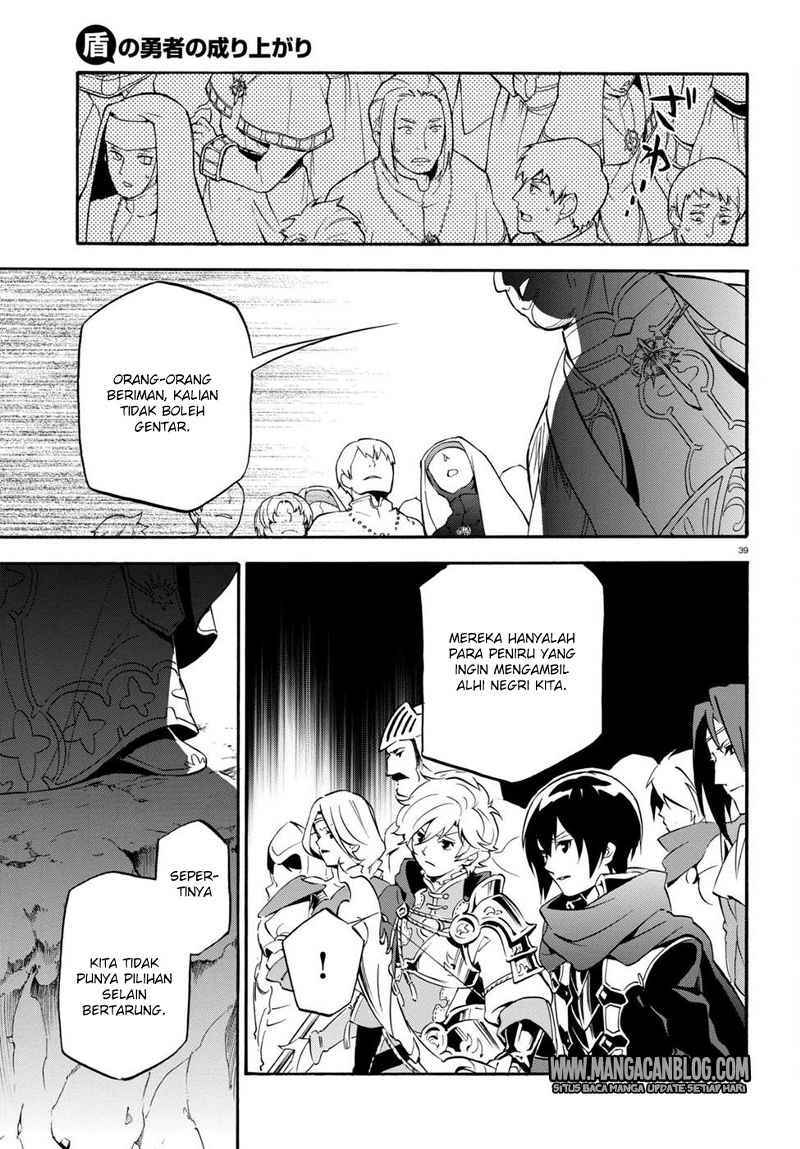 盾の勇者の成り上がり
ざわ…
ORANG-ORANG
BERIMAN, KALIAN
TIDAK BOLEH
GENTAR.
39
MEREKA HANYALAH
PARA PENIRU YANG
INGIN MENGAMBIL
ALHI NEGRI KITA.
!
SEPER-
TINYA
KITA TIDAK
PUNYA PILIHAN
SELAIN
BERTARUNG.
WWW.MANGACANBLOG.COM
SITUS BACA MANGA UPDATE SETIAP HARI